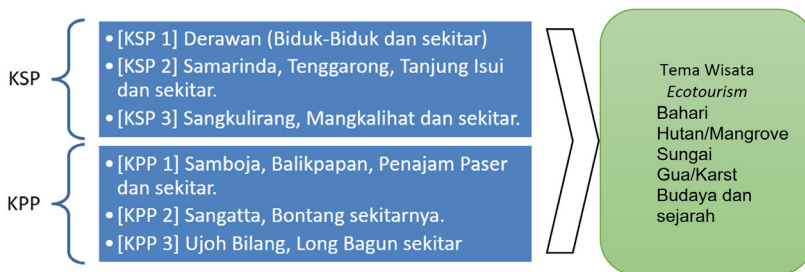 KSP
• [KSP 1] Derawan (Biduk-Biduk dan sekitar)
• [KSP 2] Samarinda, Tenggarong, Tanjung Isui
dan sekitar.
• [KSP 3] Sangkulirang, Mangkalihat dan sekitar.
KPP
• [KPP 1] Samboja, Balikpapan, Penajam Paser
dan sekitar.
• [KPP 2] Sangatta, Bontang sekitarnya.
• [KPP 3] Ujoh Bilang, Long Bagun sekitar
Tema Wisata
Ecotourism
Bahari
Hutan/Mangrove
Sungai
Gua/Karst
Budaya dan
sejarah